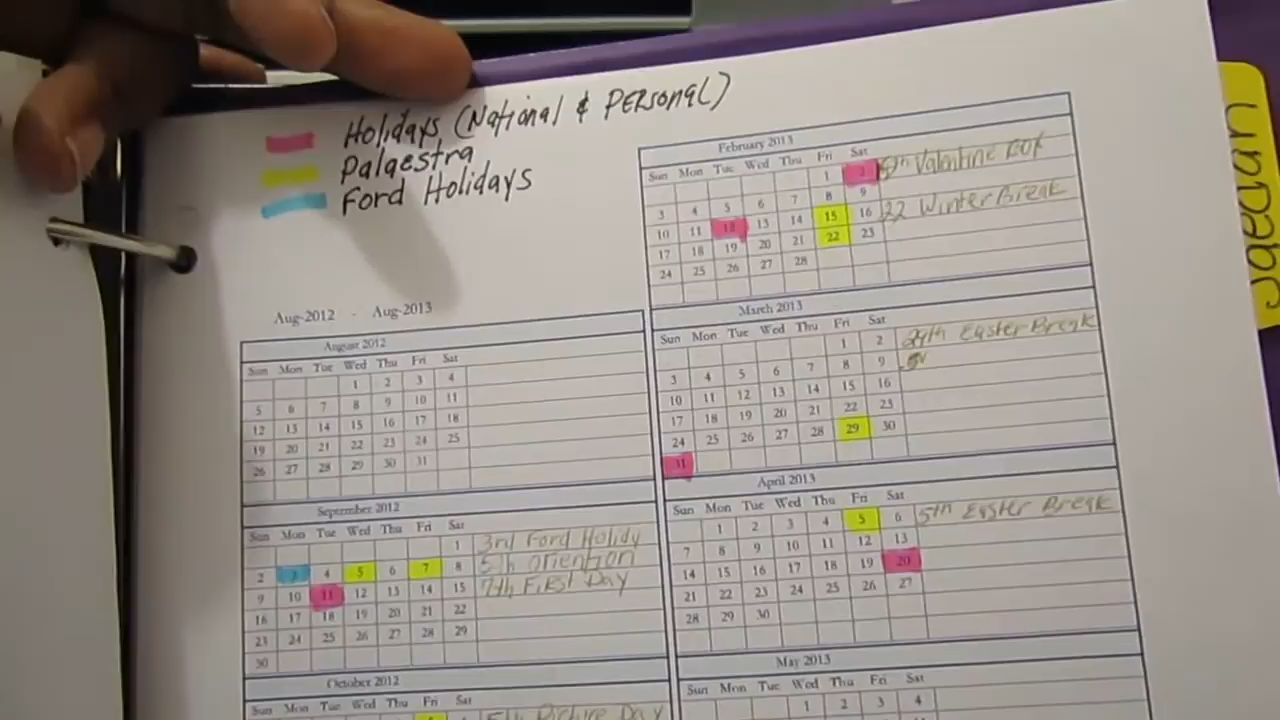 Holidays (National & PERSONAL)
Palaestra
Ford Holidays
Aug-2012 - Aug-2013
August 2012
Sun Mon Tue Wed Thu Fri Sat
1 2 3 4
5 6 7 8 9 10 11
12 13 14 15 16 17 18
19 20 21 22 23 24 25
26 27 28 29 30 31
September 2012
Sun Mon Tue Wed Thu Fri Sat
1 3rd Ford Holidy
2 3 4 5 6 7 8 5th Oriention
9 10 11 12 13 14 15 7th First Day
16 17 18 19 20 21 22
23 24 25 26 27 28 29
30
October 2012
Sun Mon Tue Wed Thu Fri Sat
5th Picture Day
February 2013
Sun Mon Tue Wed Thu Fri Sat
1 2 Valentine
3 4 5 6 7 8 9
10 11 12 13 14 15 16 22 Winter Break
17 18 19 20 21 22 23
24 25 26 27 28
March 2013
Sun Mon Tue Wed Thu Fri Sat
1 2 29th Easter Break
3 4 5 6 7 8 9
10 11 12 13 14 15 16
17 18 19 20 21 22 23
24 25 26 27 28 29 30
31
April 2013
Sun Mon Tue Wed Thu Fri Sat
1 2 3 4 5 6 5th Easter Break
7 8 9 10 11 12 13
14 15 16 17 18 19 20
21 22 23 24 25 26 27
28 29 30
May 2013
Sun Mon Tue Wed Thu Fri Sat
1 2 3 4
Jaedan